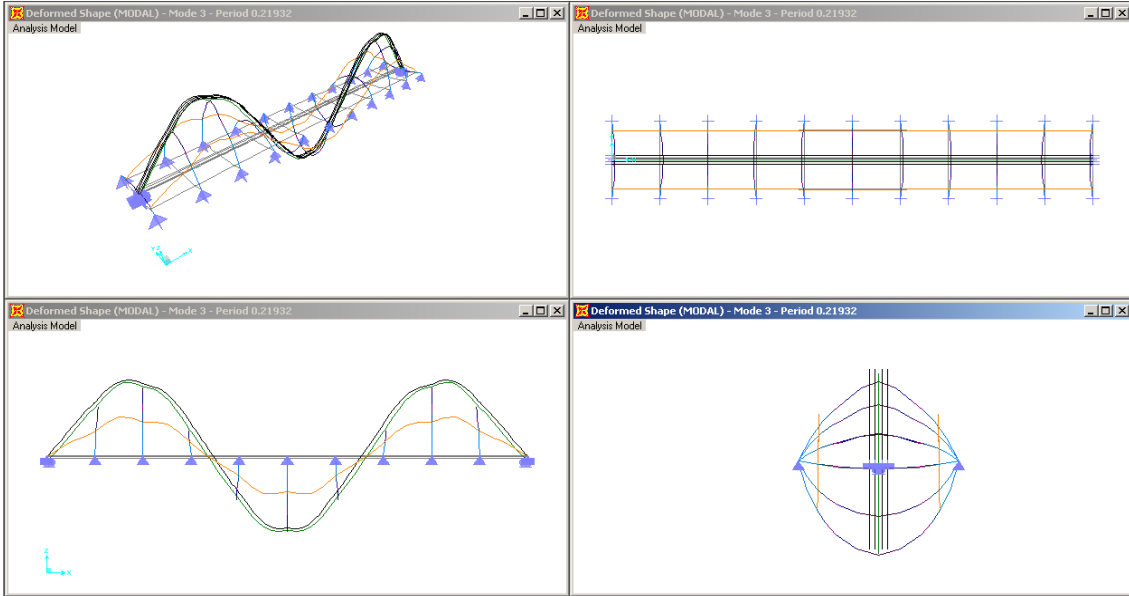 Deformed Shape (MODAL) - Mode 3 - Period 0.21932
Analysis Model
Y Z
X
Deformed Shape (MODAL) - Mode 3 - Period 0.21932
Analysis Model
Deformed Shape (MODAL) - Mode 3 - Period 0.21932
Analysis Model
Z
X
Deformed Shape (MODAL) - Mode 3 - Period 0.21932
Analysis Model